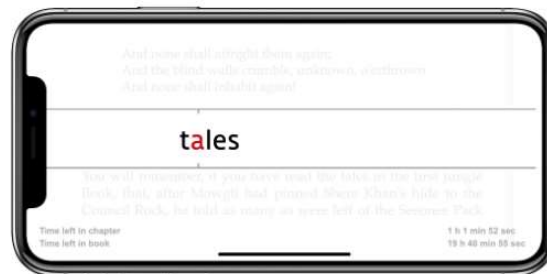 And none shall affright them again;
And the blind walls crumble, unknown, o'erthrown
And none shall inhabit again!
tales
You will remember, if you have read the tales in the first Jungle
Book, that, after Mowgli had pinned Shere Khan's hide to the
Council Rock, he told as many as were left of the Seeonee Pack
Time left in chapter 1 h 1 min 52 sec
Time left in book 19 h 40 min 55 sec